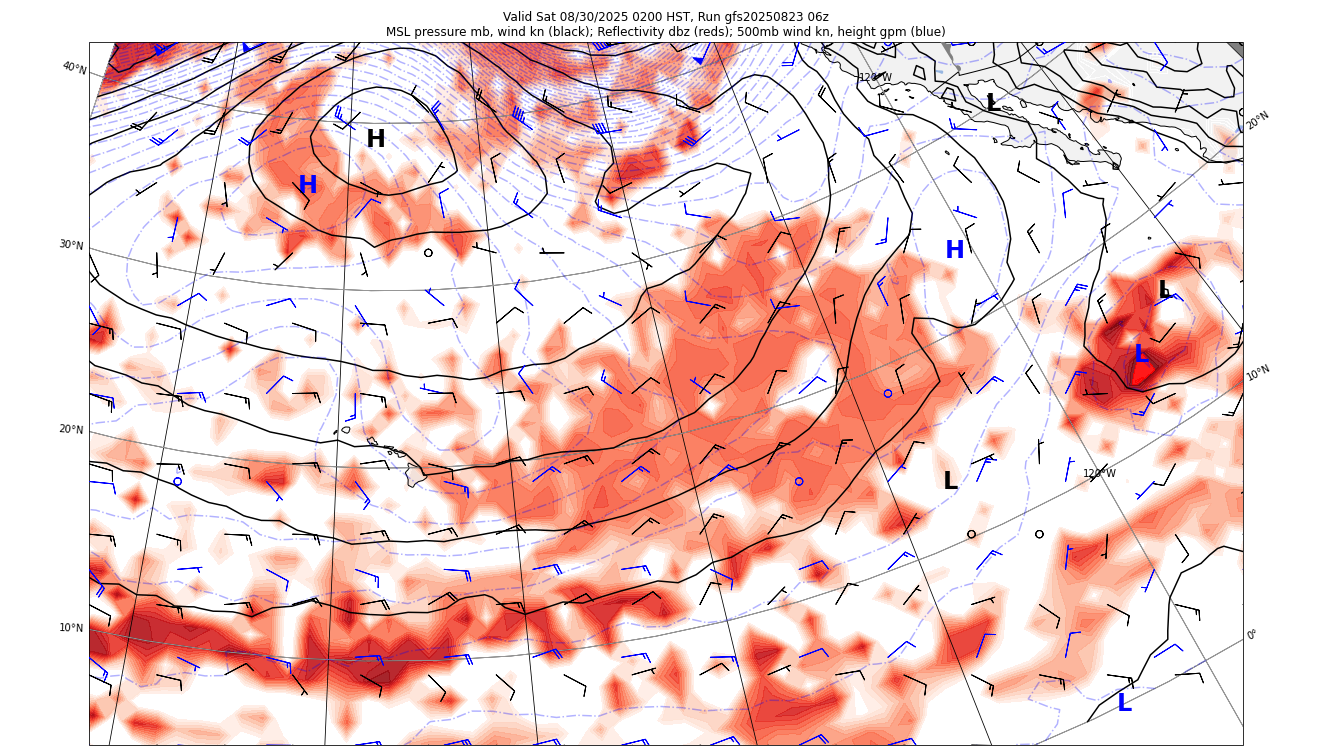 Valid Sat 08/30/2025 0200 HST, Run gfs20250823 06z
MSL pressure mb, wind kn (black); Reflectivity dbz (reds); 500mb wind kn, height gpm (blue)
40°N
120°W
L
20°N
H
H
30°N
H
L
L
10°N
20°N
120°W
L
10°N
0°
L